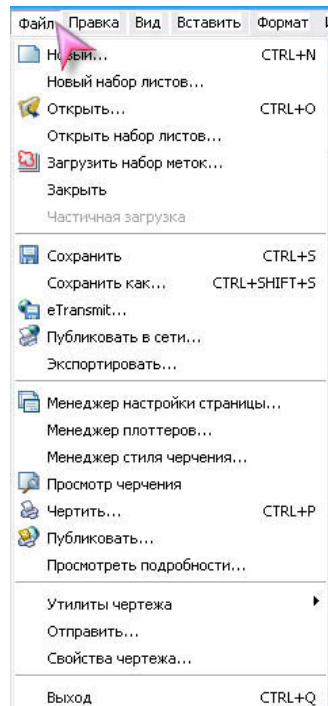 Файл Правка Вид Вставить Формат
Новый... CTRL+N
Новый набор листов...
Открыть... CTRL+O
Открыть набор листов...
Загрузить набор меток...
Закрыть
Частичная загрузка
Сохранить CTRL+S
Сохранить как... CTRL+SHIFT+S
eTransmit...
Публиковать в сети...
Экспортировать...
Менеджер настройки страницы...
Менеджер плоттеров...
Менеджер стиля черчения...
Просмотр черчения
Чертить... CTRL+P
Публиковать...
Просмотреть подробности...
Утилиты чертежа
Отправить...
Свойства чертежа...
Выход CTRL+Q